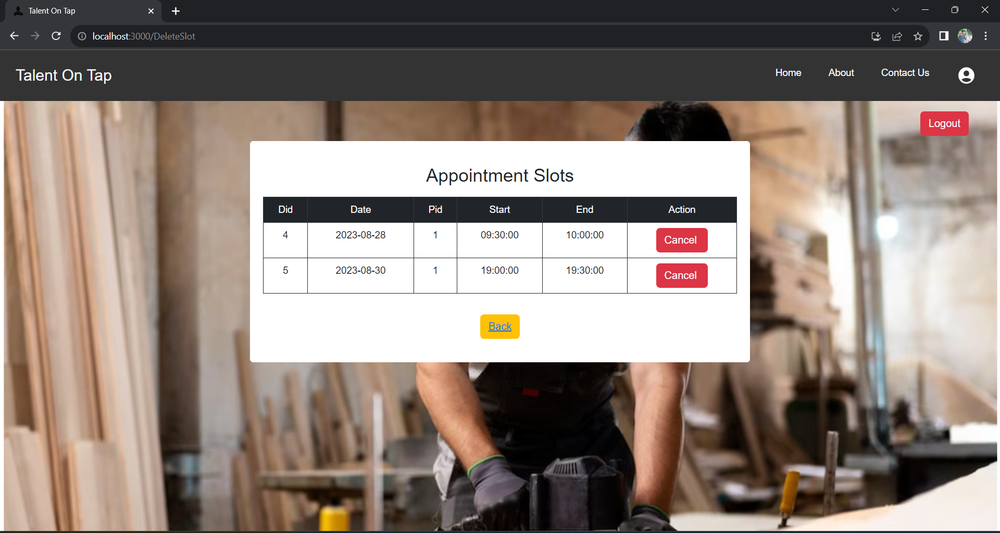 Talent On Tap
localhost:3000/DeleteSlot
Talent On Tap
Home About Contact Us
Logout
Appointment Slots
Did Date Pid Start End Action
4 2023-08-28 1 09:30:00 10:00:00 Cancel
5 2023-08-30 1 19:00:00 19:30:00 Cancel
Back